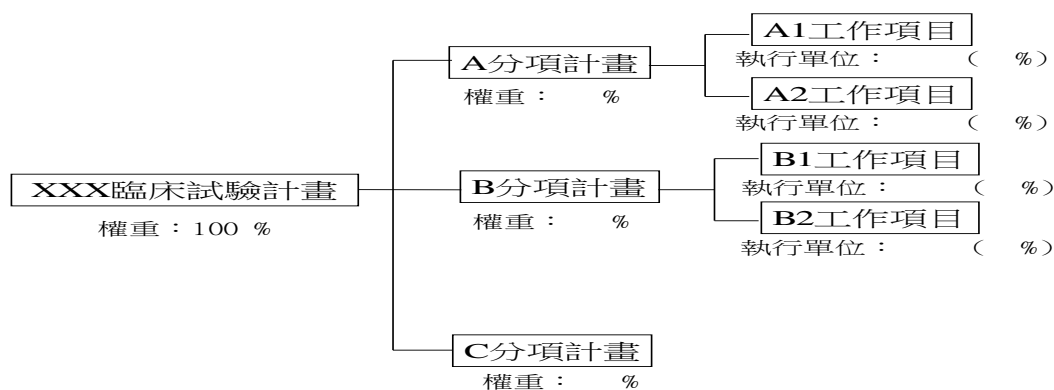 XXX臨床試驗計畫
權重：100 %
A分項計畫
權重：　　%
A1工作項目
執行單位：　　　(　%)
A2工作項目
執行單位：　　　(　%)
B分項計畫
權重：　　%
B1工作項目
執行單位：　　　(　%)
B2工作項目
執行單位：　　　(　%)
C分項計畫
權重：　　%